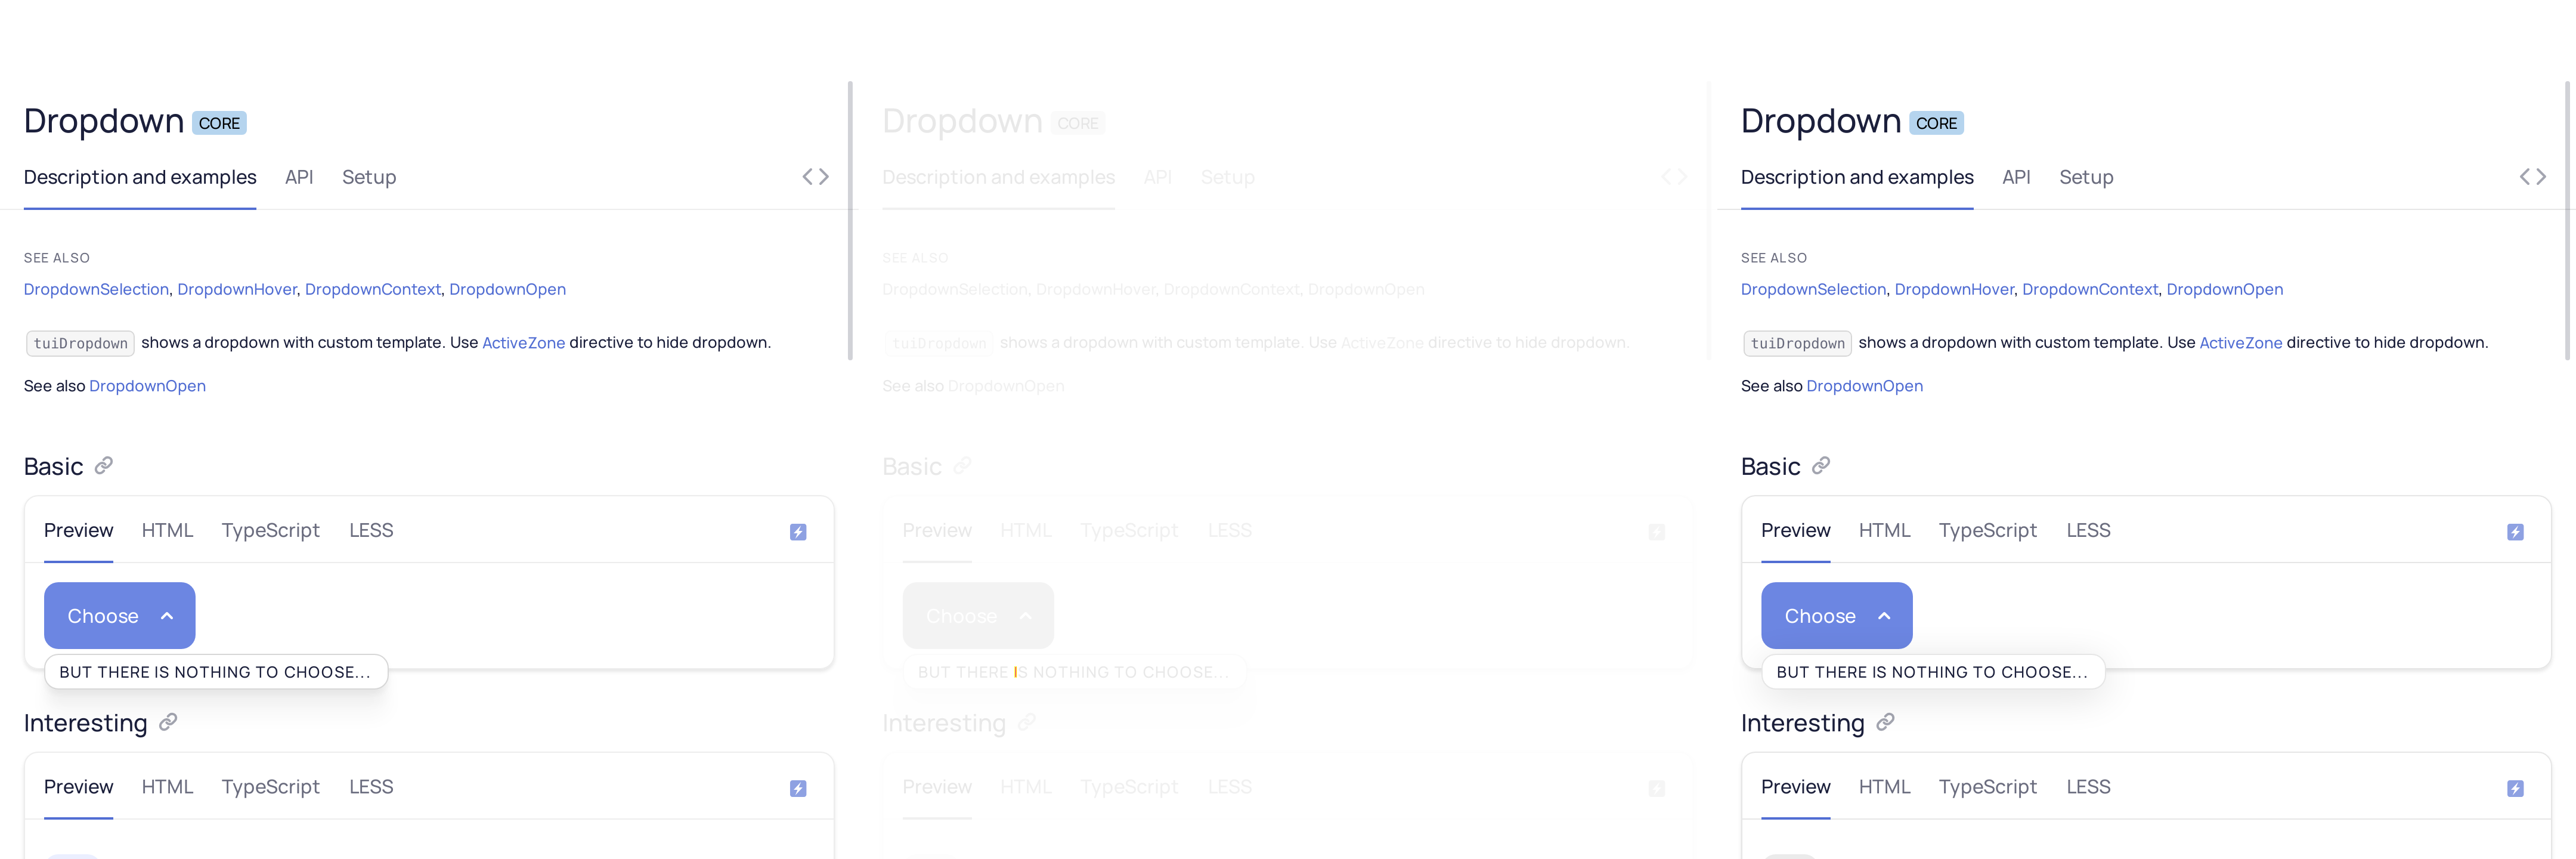 Dropdown CORE
Description and examples API Setup
SEE ALSO
DropdownSelection, DropdownHover, DropdownContext, DropdownOpen
tuiDropdown shows a dropdown with custom template. Use ActiveZone directive to hide dropdown.
See also DropdownOpen
Basic
Preview HTML TypeScript LESS
Choose
BUT THERE IS NOTHING TO CHOOSE...
Interesting
Preview HTML TypeScript LESS
Dropdown CORE
Description and examples API Setup
SEE ALSO
DropdownSelection, DropdownHover, DropdownContext, DropdownOpen
tuiDropdown shows a dropdown with custom template. Use ActiveZone directive to hide dropdown.
See also DropdownOpen
Basic
Preview HTML TypeScript LESS
Choose
BUT THERE IS NOTHING TO CHOOSE...
Interesting
Preview HTML TypeScript LESS
Dropdown CORE
Description and examples API Setup
SEE ALSO
DropdownSelection, DropdownHover, DropdownContext, DropdownOpen
tuiDropdown shows a dropdown with custom template. Use ActiveZone directive to hide dropdown.
See also DropdownOpen
Basic
Preview HTML TypeScript LESS
Choose
BUT THERE IS NOTHING TO CHOOSE...
Interesting
Preview HTML TypeScript LESS